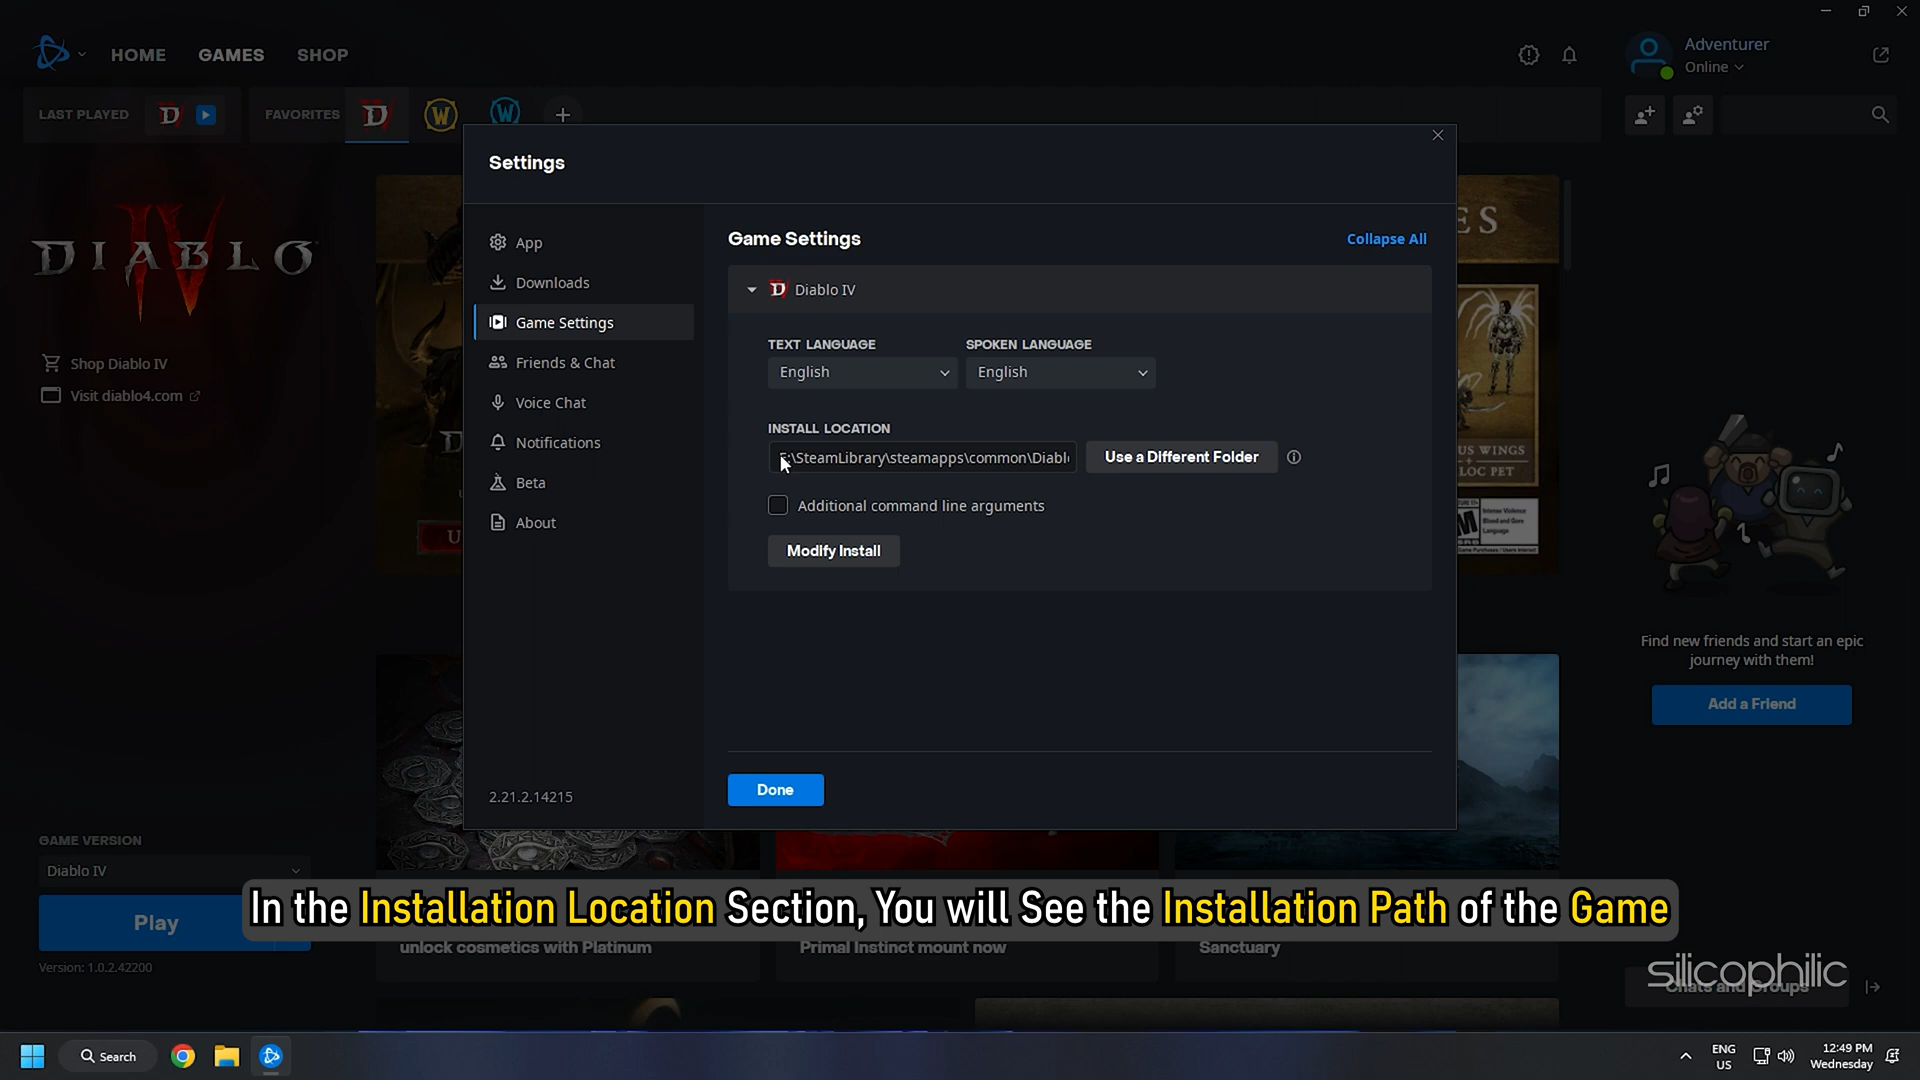 HOME
GAMES
SHOP
Adventurer
Online
LAST PLAYED
FAVORITES
DIABLO
IV
Shop Diablo IV
Visit diablo4.com
Settings
App
Downloads
Game Settings
Friends & Chat
Voice Chat
Notifications
Beta
About
2.21.2.14215
Game Settings
Collapse All
Diablo IV
TEXT LANGUAGE
SPOKEN LANGUAGE
English
English
INSTALL LOCATION
:\SteamLibrary\steamapps\common\Diabl
Use a Different Folder
Additional command line arguments
Modify Install
Done
Find new friends and start an epic
journey with them!
Add a Friend
GAME VERSION
Diablo IV
Play
Version: 1.0.2.42200
In the Installation Location Section, You will See the Installation Path of the Game
unlock cosmetics with Platinum
Primal Instinct mount now
Sanctuary
silicophilic
Chats and Groups
Search
ENG
US
12:49 PM
Wednesday